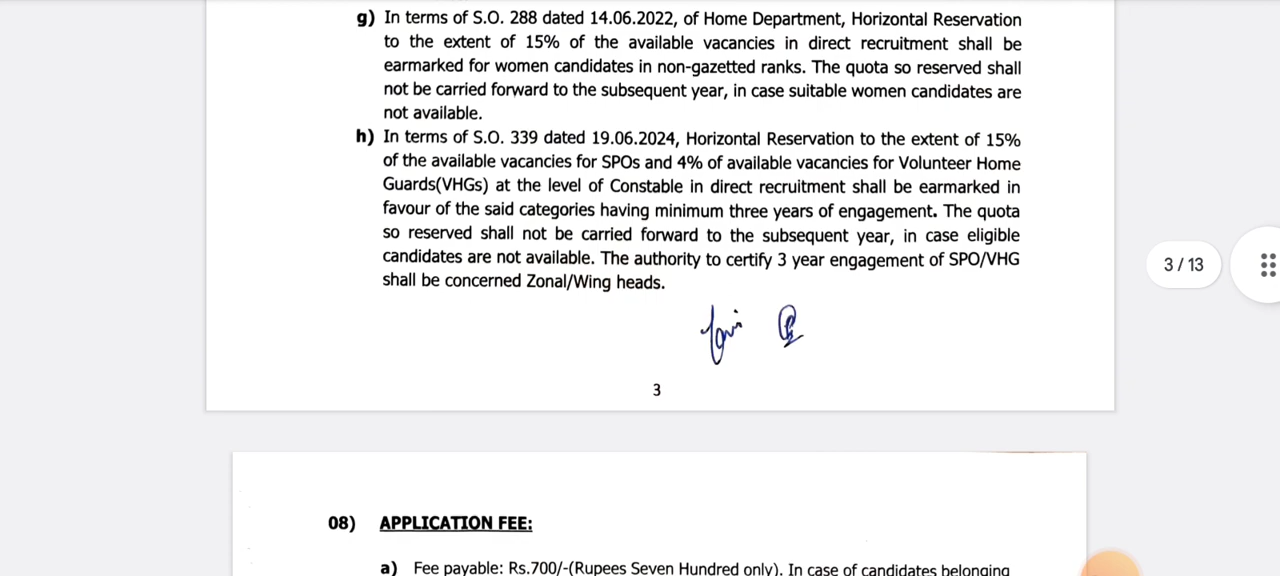 g) In terms of S.O. 288 dated 14.06.2022, of Home Department, Horizontal Reservation
to the extent of 15% of the available vacancies in direct recruitment shall be
earmarked for women candidates in non-gazetted ranks. The quota so reserved shall
not be carried forward to the subsequent year, in case suitable women candidates are
not available.
h) In terms of S.O. 339 dated 19.06.2024, Horizontal Reservation to the extent of 15%
of the available vacancies for SPOs and 4% of available vacancies for Volunteer Home
Guards(VHGs) at the level of Constable in direct recruitment shall be earmarked in
favour of the said categories having minimum three years of engagement. The quota
so reserved shall not be carried forward to the subsequent year, in case eligible
candidates are not available. The authority to certify 3 year engagement of SPO/VHG
shall be concerned Zonal/Wing heads.
3 / 13
3
08) APPLICATION FEE:
a) Fee payable: Rs.700/-(Rupees Seven Hundred only). In case of candidates belonging